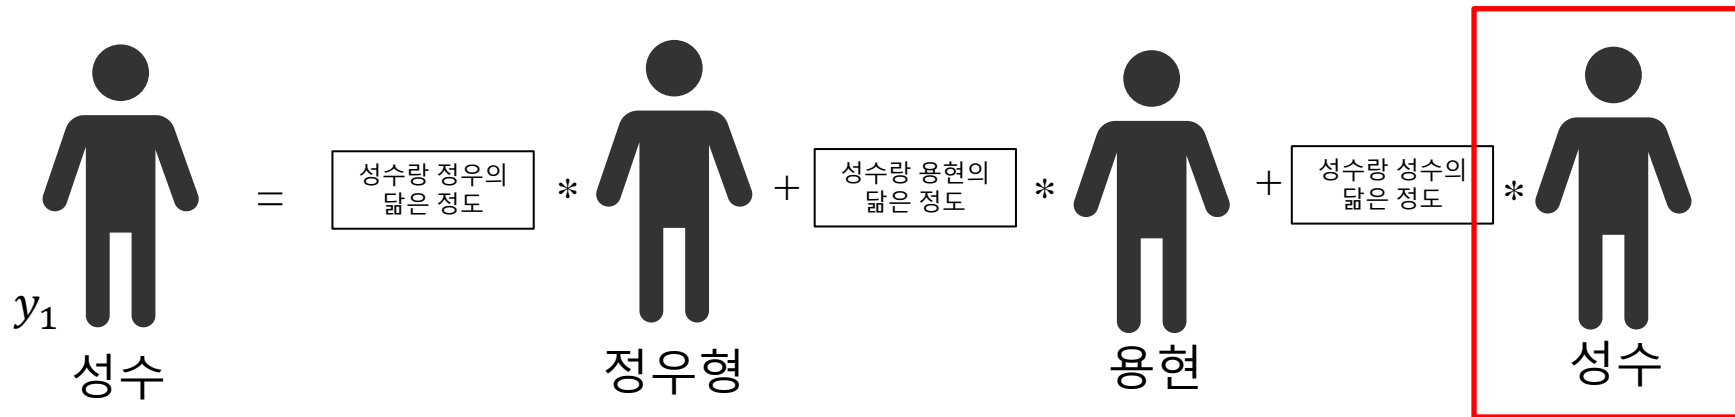 성수랑 정우의
닮은 정도
성수랑 용현의
닮은 정도
성수랑 성수의
닮은 정도
= * + * + *
y₁
성수
정우형
용현
성수